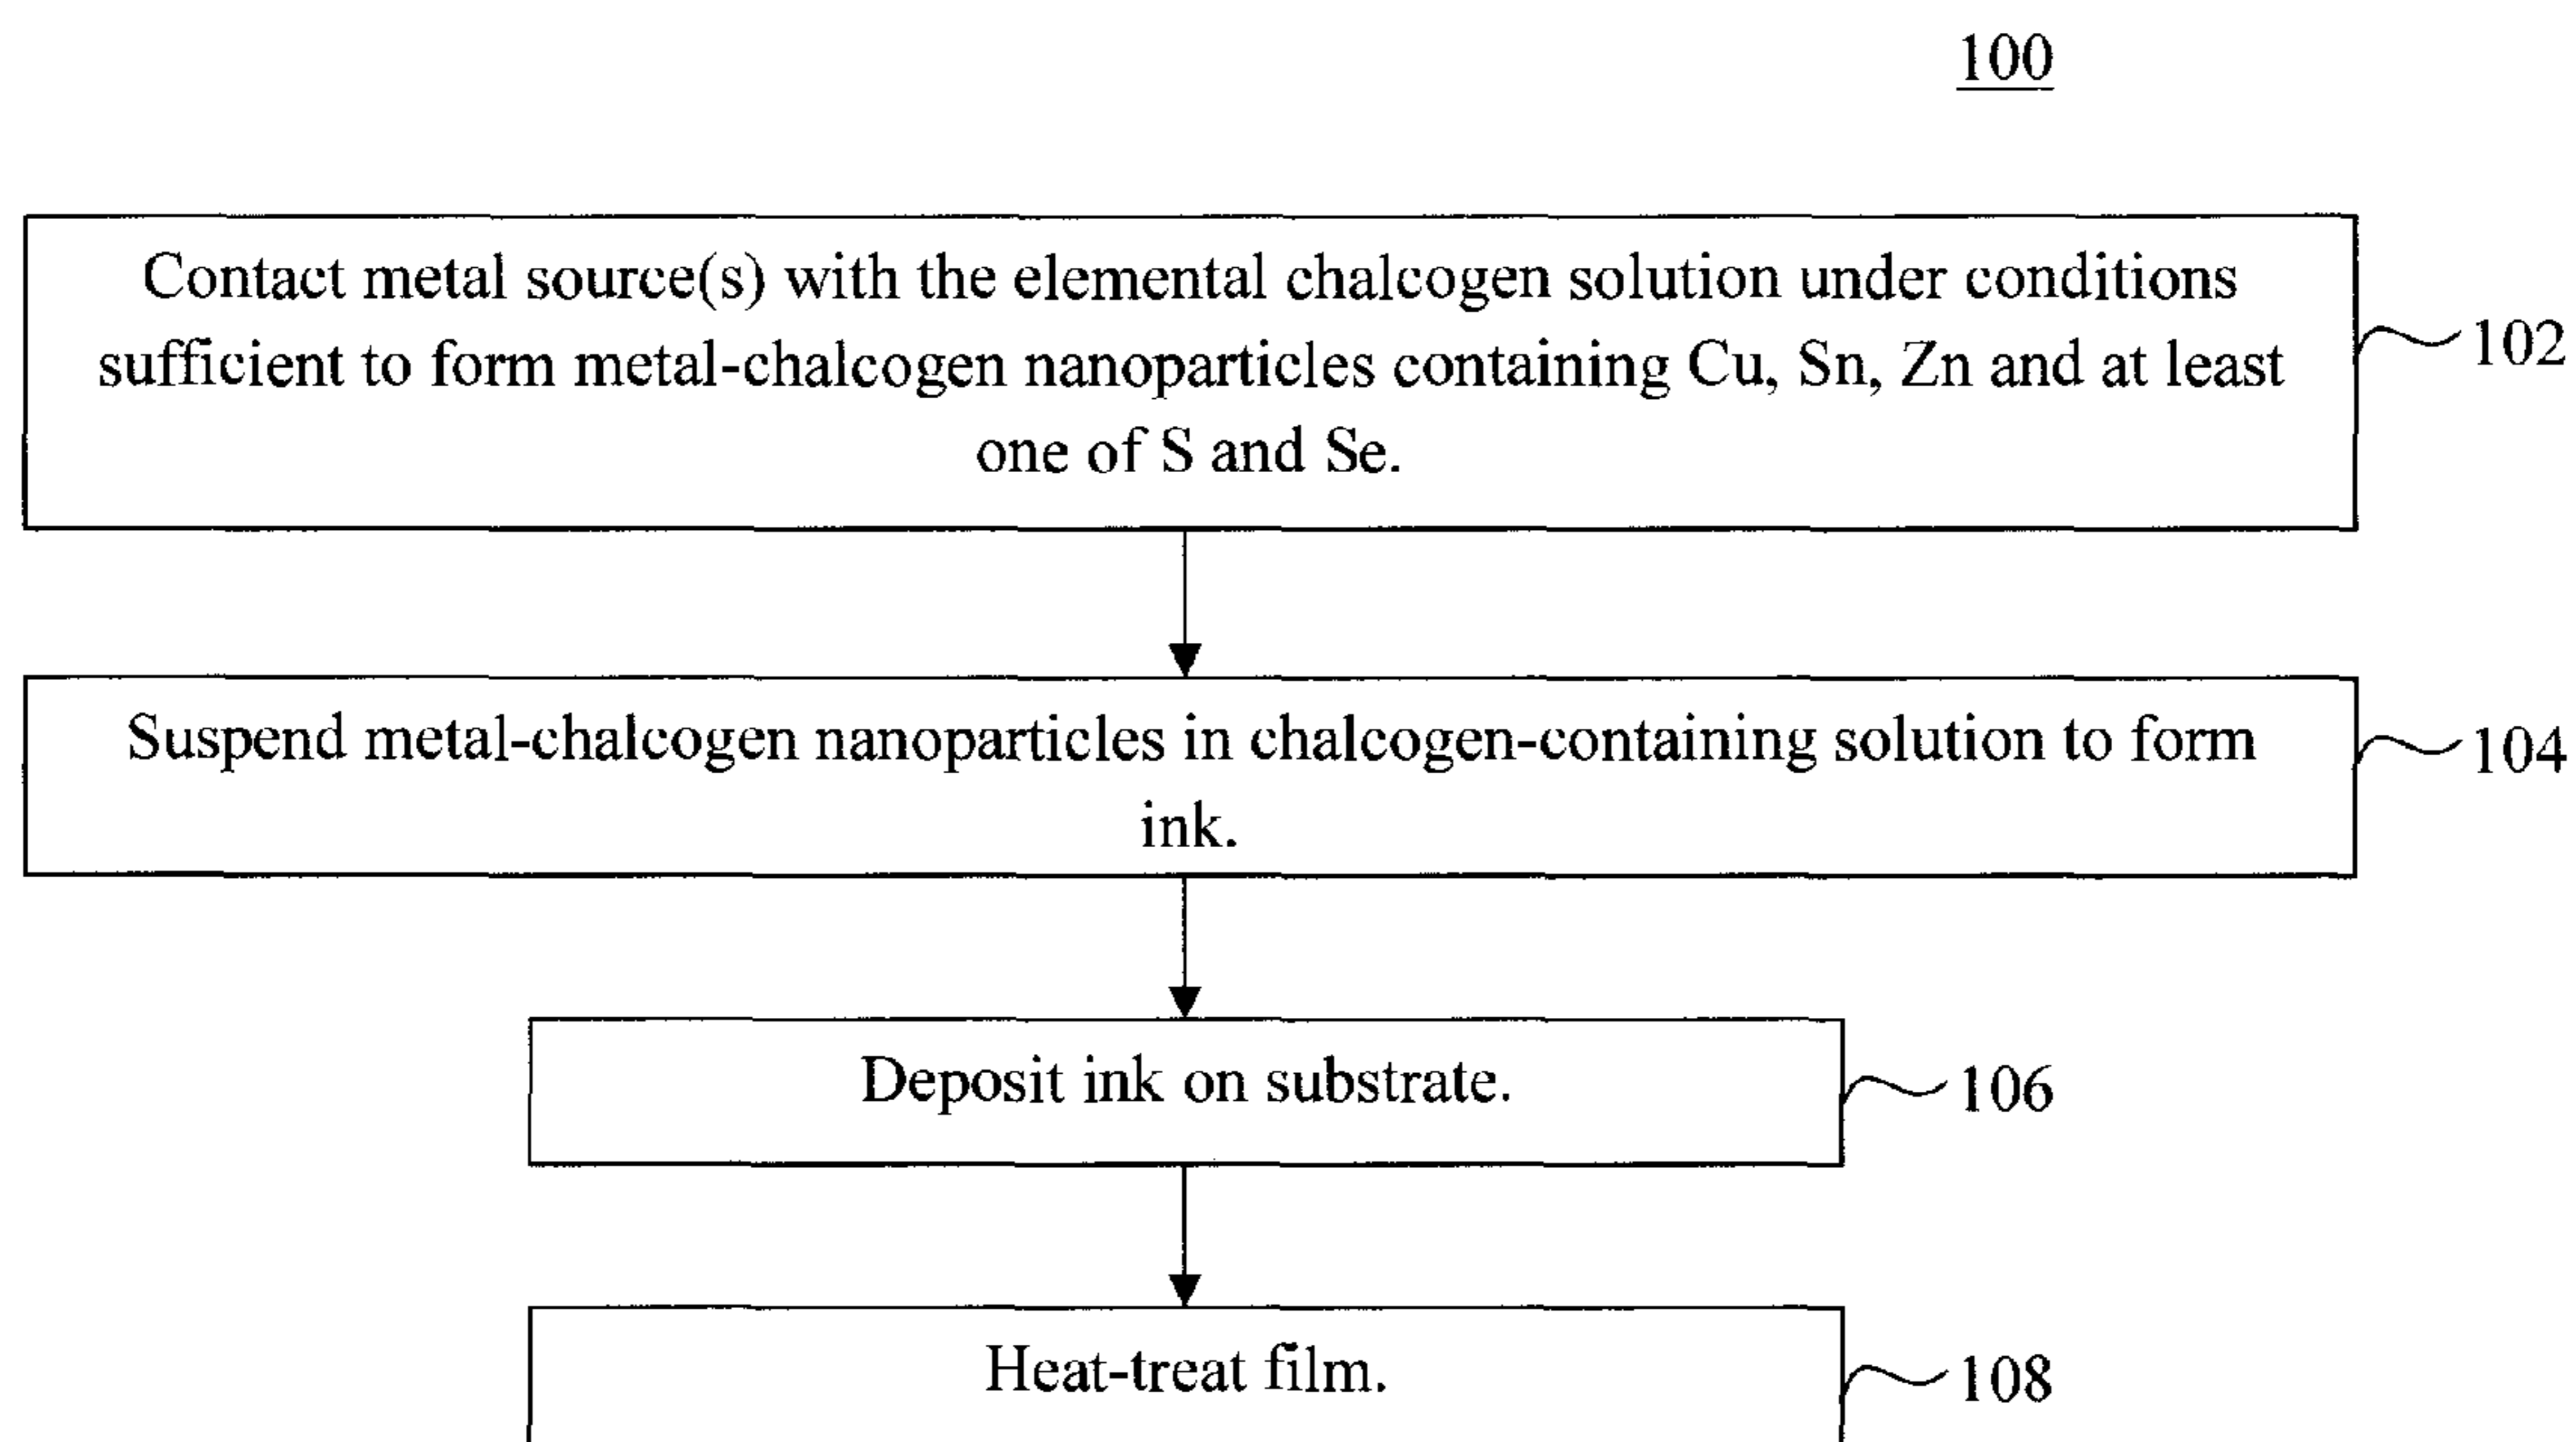 100
Contact metal source(s) with the elemental chalcogen solution under conditions
sufficient to form metal-chalcogen nanoparticles containing Cu, Sn, Zn and at least
one of S and Se.
102
Suspend metal-chalcogen nanoparticles in chalcogen-containing solution to form
ink.
104
Deposit ink on substrate.
106
Heat-treat film.
108